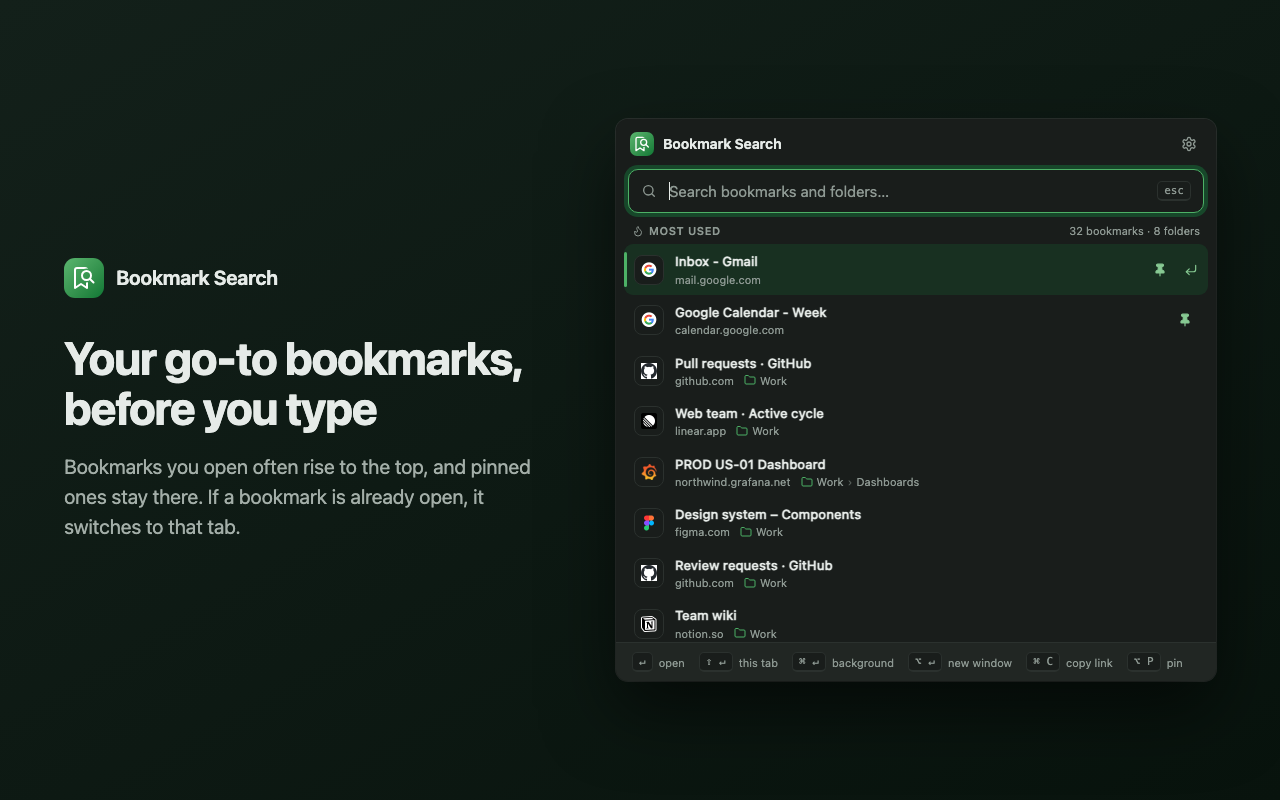 Bookmark Search
Your go-to bookmarks,
before you type
Bookmarks you open often rise to the top, and pinned
ones stay there. If a bookmark is already open, it
switches to that tab.
Bookmark Search
Search bookmarks and folders...
esc
MOST USED
32 bookmarks · 8 folders
Inbox - Gmail
mail.google.com
Google Calendar - Week
calendar.google.com
Pull requests · GitHub
github.com Work
Web team · Active cycle
linear.app Work
PROD US-01 Dashboard
northwind.grafana.net Work › Dashboards
Design system – Components
figma.com Work
Review requests · GitHub
github.com Work
Team wiki
notion.so Work
↵ open ⇧ ↵ this tab ⌘ ↵ background ⌥ ↵ new window ⌘ C copy link ⌥ P pin